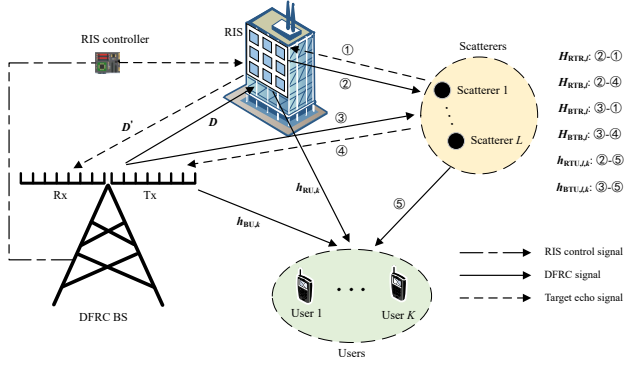 RIS controller
RIS
①
②
Scatterers
Scatterer 1
Scatterer L
H_RTR,l: ②-①
H_RTB,l: ②-④
H_BTR,l: ③-①
H_BTB,l: ③-④
h_RTU,l,k: ②-⑤
h_BTU,l,k: ③-⑤
D'
D
③
④
Rx
Tx
h_RU,k
h_BU,k
⑤
DFRC BS
User 1
...
User K
Users
RIS control signal
DFRC signal
Target echo signal